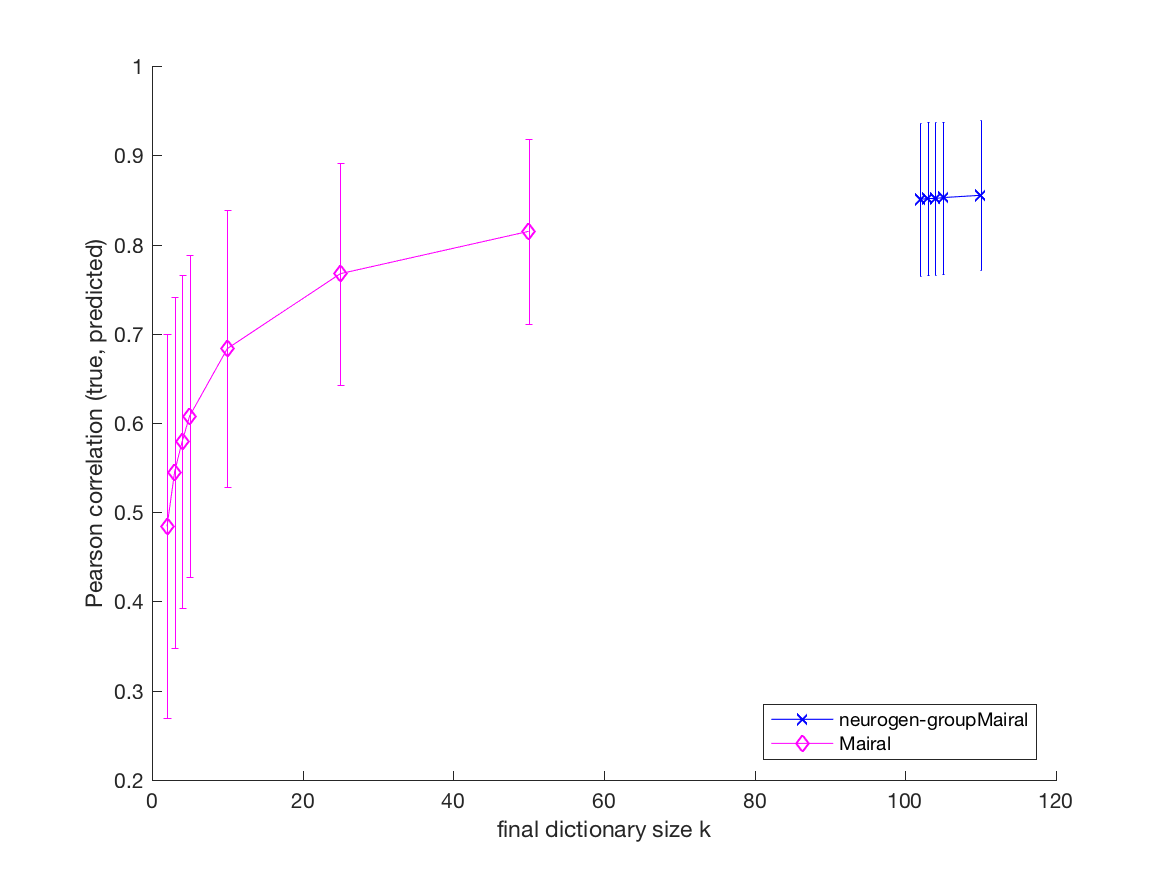 1
0.9
0.8
0.7
0.6
0.5
0.4
0.3
0.2
Pearson correlation (true, predicted)
neurogen-groupMairal
Mairal
0 20 40 60 80 100 120
final dictionary size k